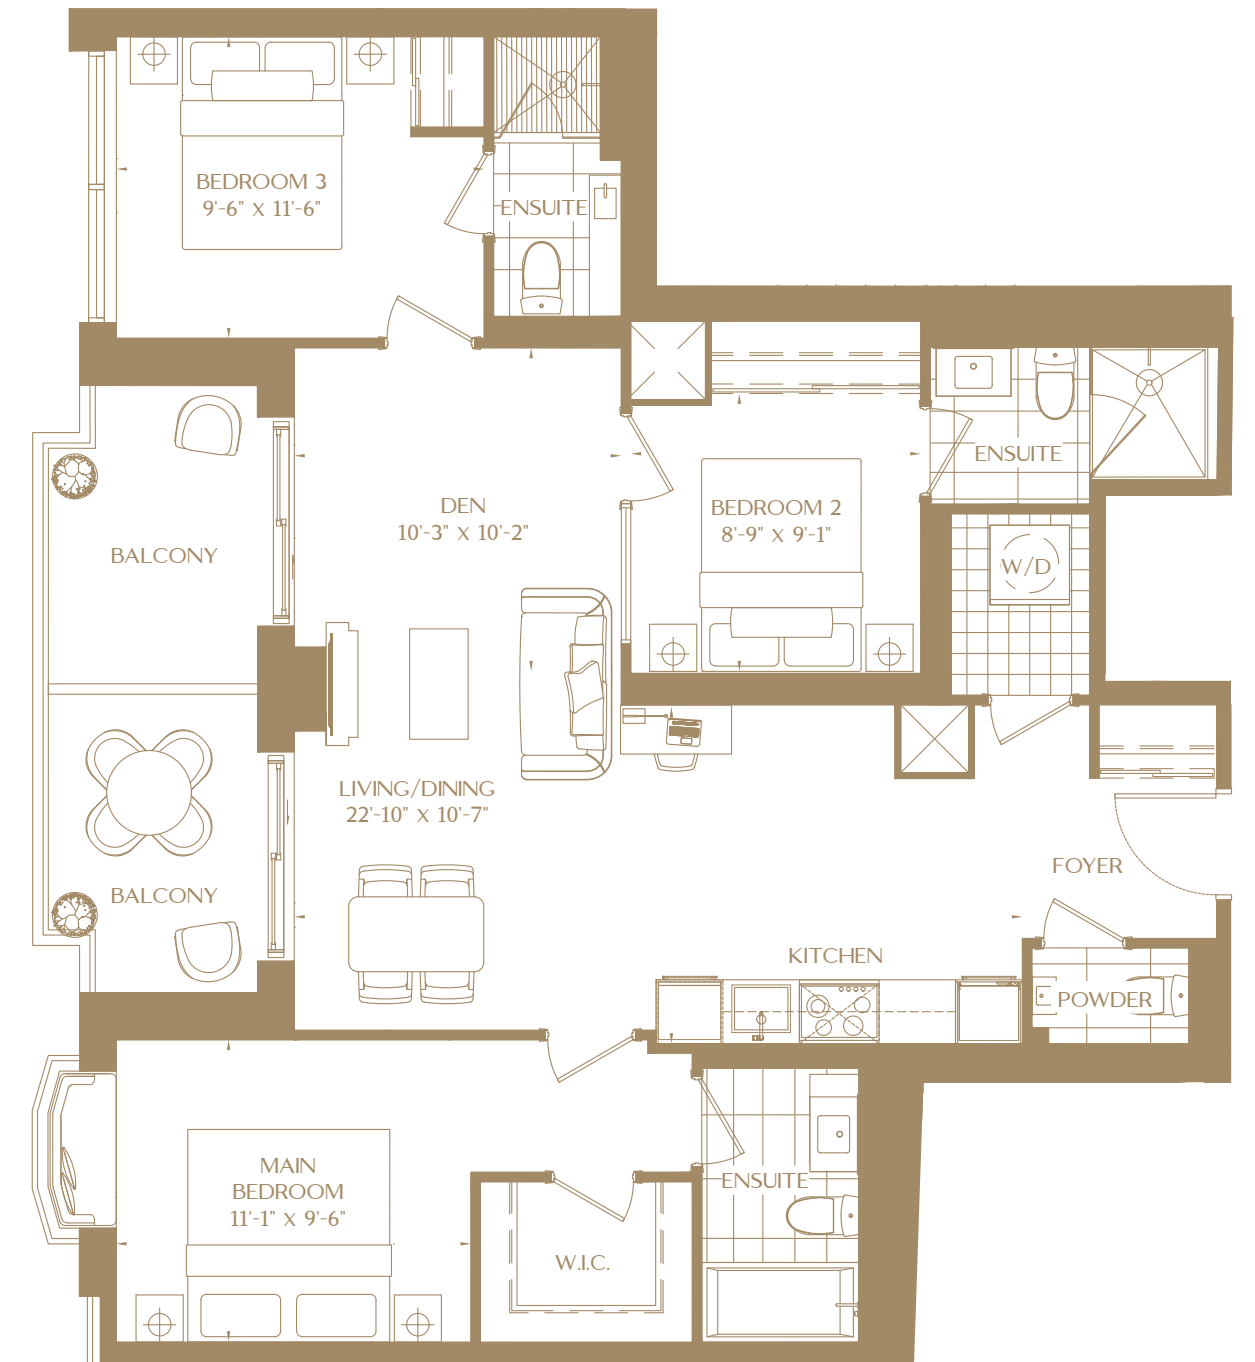 BEDROOM 3
9'-6" X 11'-6"
ENSUITE
DEN
10'-3" X 10'-2"
BEDROOM 2
8'-9" X 9'-1"
ENSUITE
W/D
BALCONY
LIVING/DINING
22'-10" X 10'-7"
BALCONY
FOYER
KITCHEN
POWDER
MAIN
BEDROOM
11'-1" X 9'-6"
ENSUITE
W.I.C.